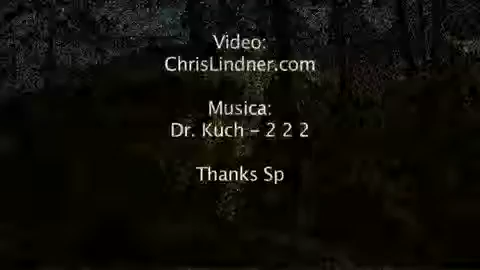 Video:
ChrisLindner.com
Musica:
Dr. Kuch - 2 2 2
Thanks Sp